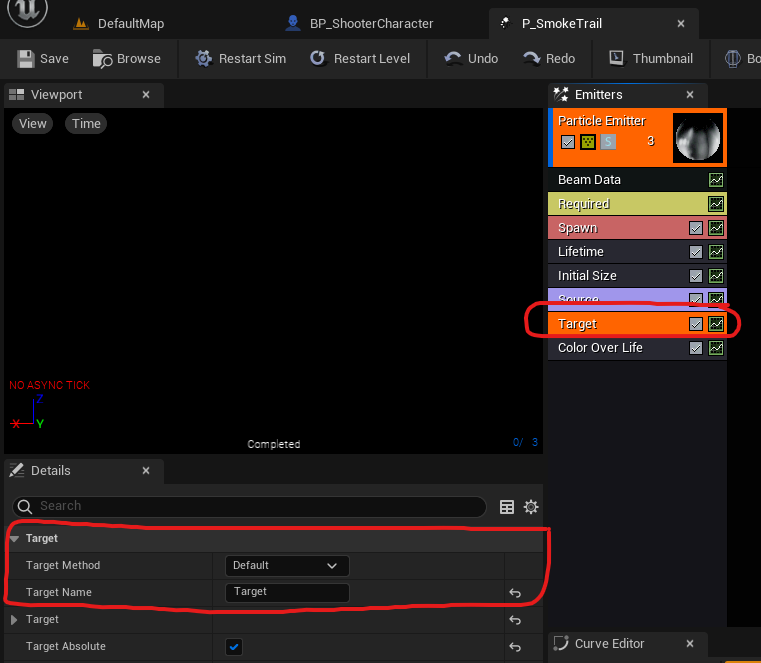 DefaultMap
BP_ShooterCharacter
P_SmokeTrail
Save
Browse
Restart Sim
Restart Level
Undo
Redo
Thumbnail
Bo
Viewport
Emitters
View
Time
Particle Emitter
S
3
Beam Data
Required
Spawn
Lifetime
Initial Size
Source
Target
Color Over Life
NO ASYNC TICK
Z
X
Y
Completed
0/ 3
Details
Search
Target
Target Method
Default
Target Name
Target
Target
Target Absolute
Curve Editor